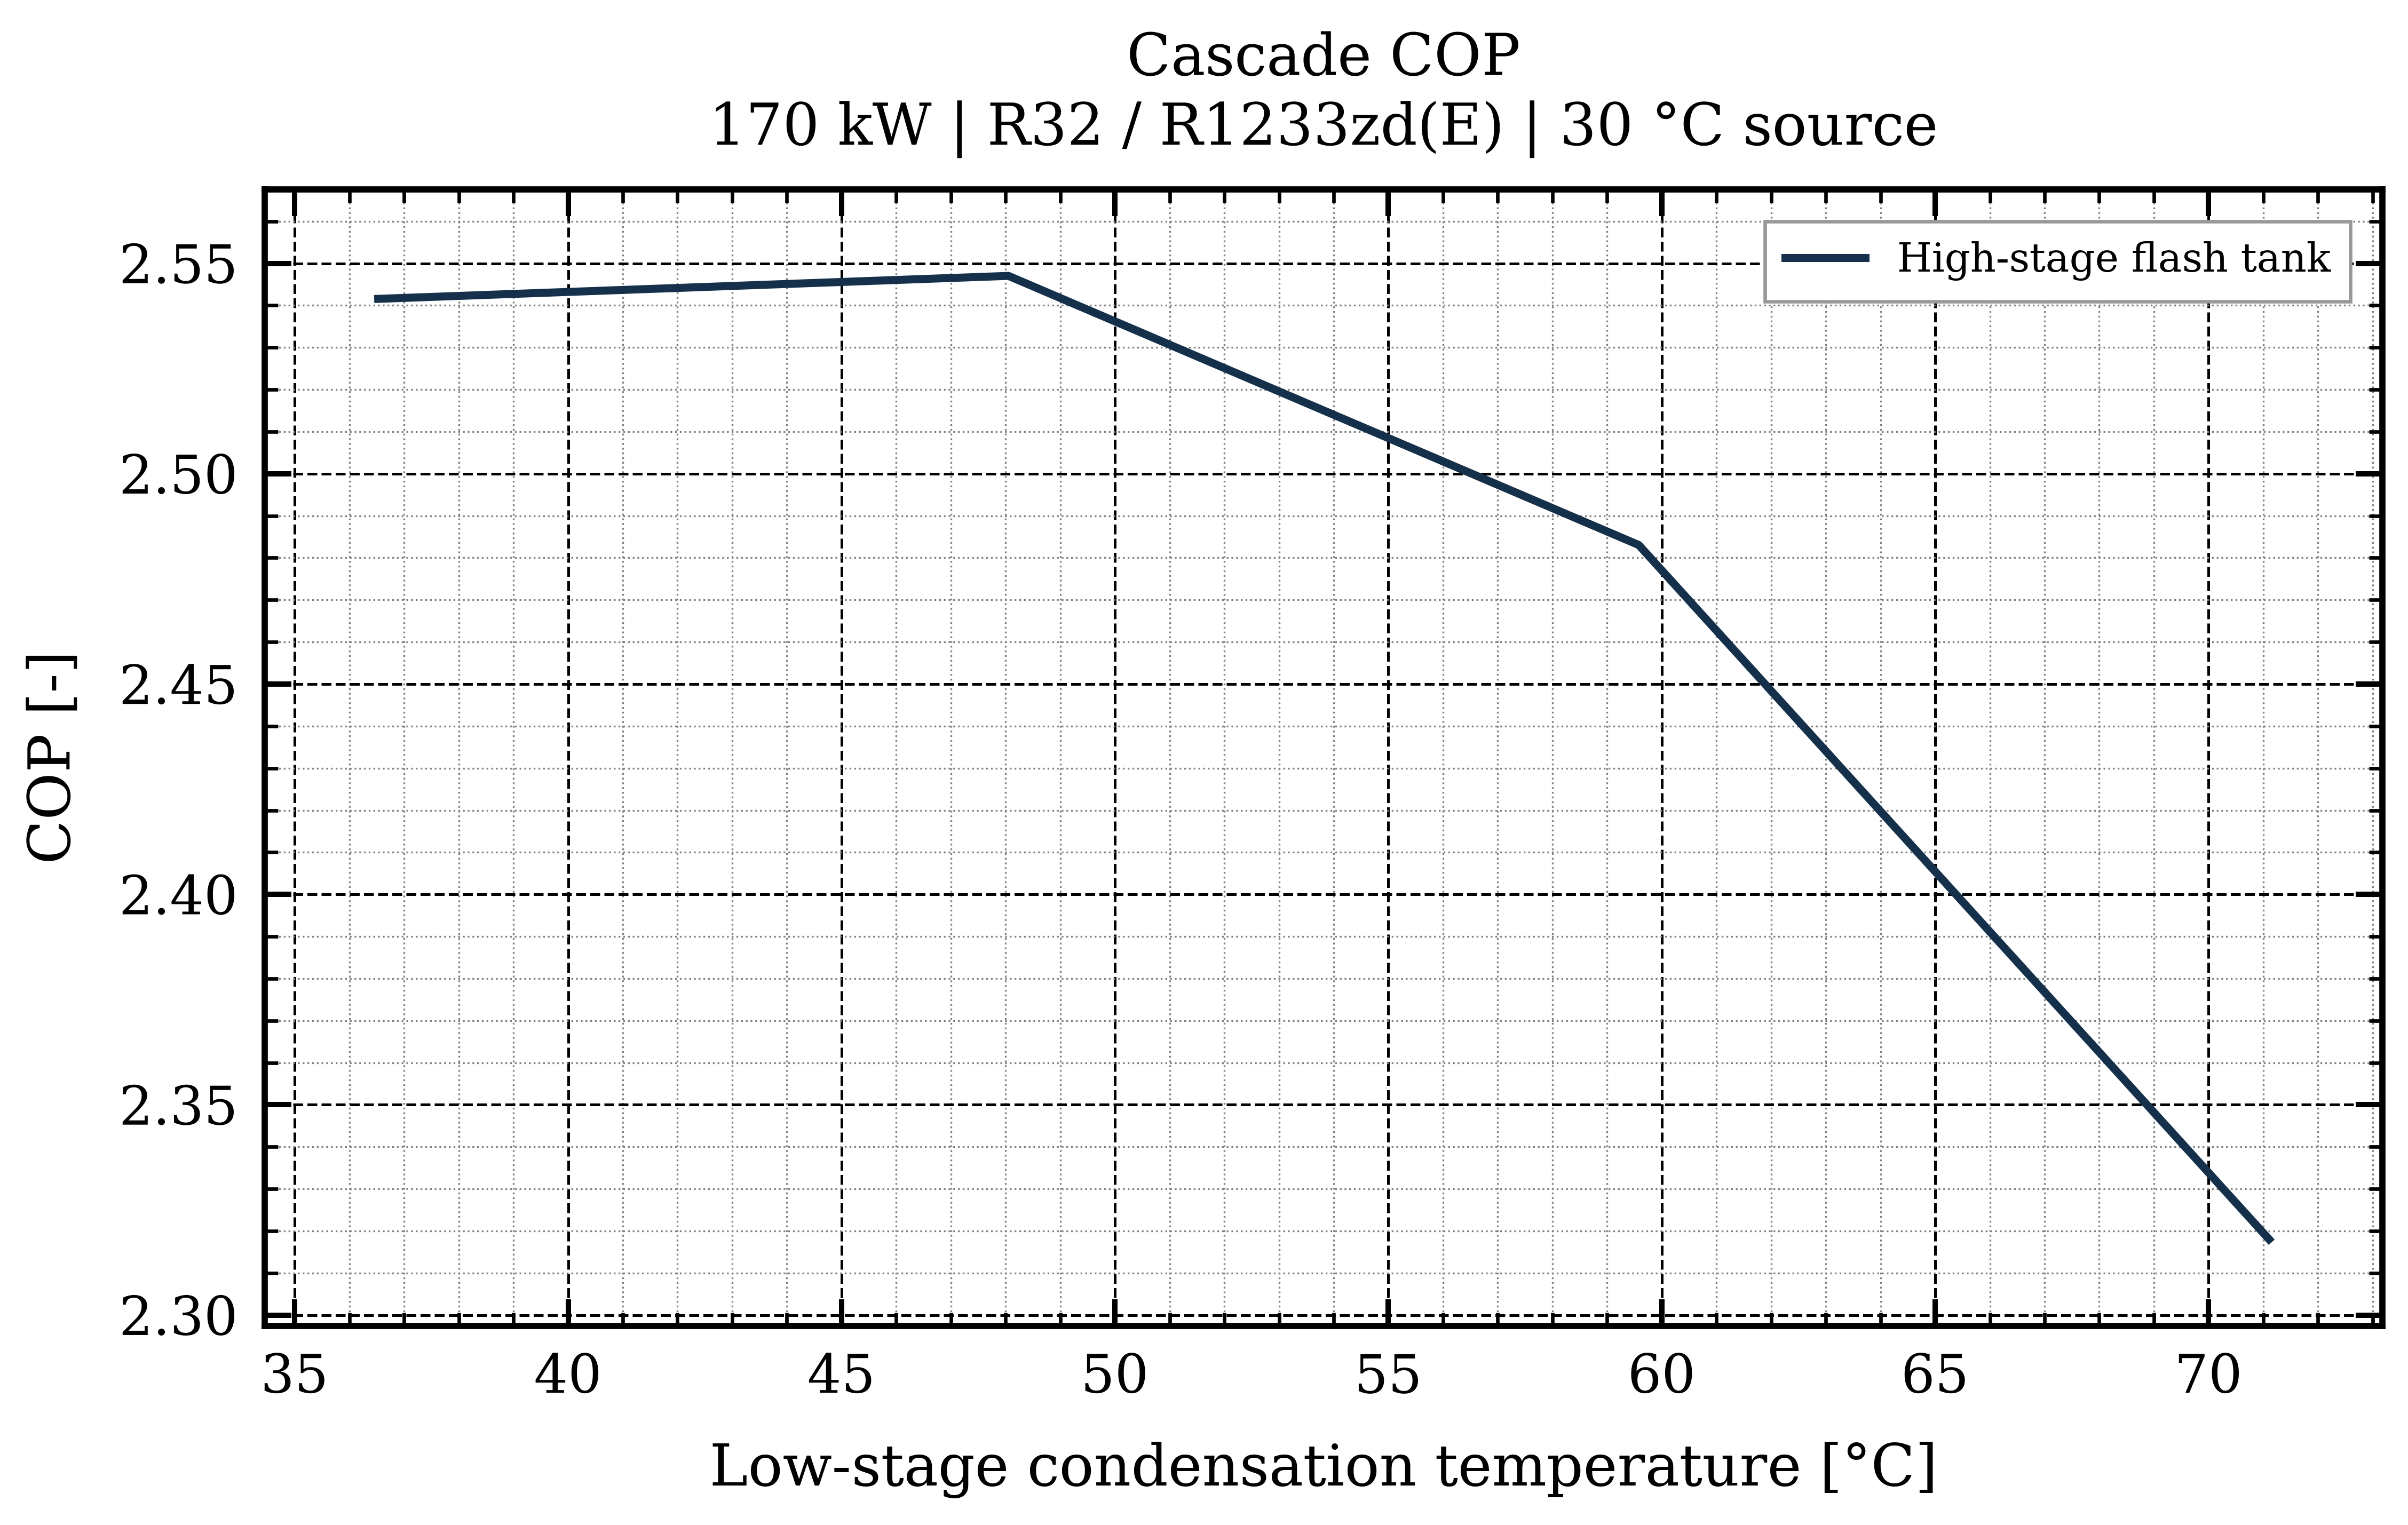 Cascade COP
170 kW | R32 / R1233zd(E) | 30 °C source
High-stage flash tank
COP [-]
2.55
2.50
2.45
2.40
2.35
2.30
35 40 45 50 55 60 65 70
Low-stage condensation temperature [°C]